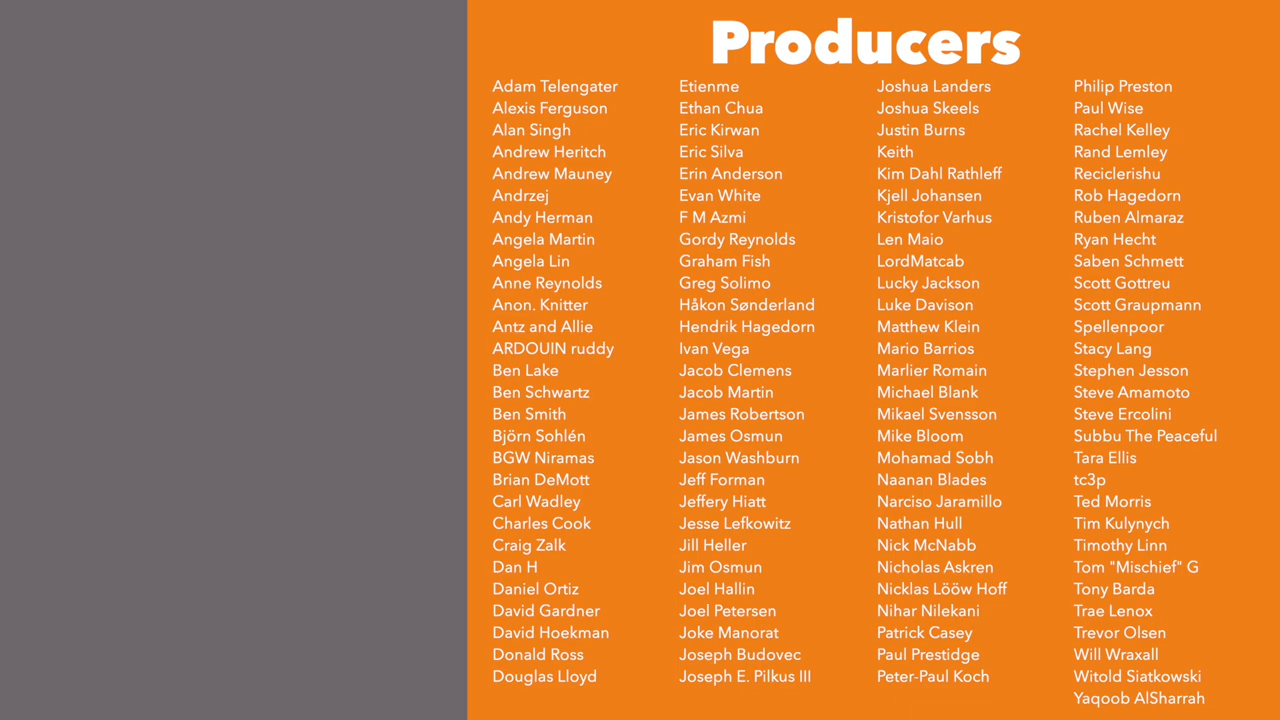 Producers
Adam Telengater
Alexis Ferguson
Alan Singh
Andrew Heritch
Andrew Mauney
Andrzej
Andy Herman
Angela Martin
Angela Lin
Anne Reynolds
Anon. Knitter
Antz and Allie
ARDOUIN ruddy
Ben Lake
Ben Schwartz
Ben Smith
Björn Sohlén
BGW Niramas
Brian DeMott
Carl Wadley
Charles Cook
Craig Zalk
Dan H
Daniel Ortiz
David Gardner
David Hoekman
Donald Ross
Douglas Lloyd
Etienme
Ethan Chua
Eric Kirwan
Eric Silva
Erin Anderson
Evan White
F M Azmi
Gordy Reynolds
Graham Fish
Greg Solimo
Håkon Sønderland
Hendrik Hagedorn
Ivan Vega
Jacob Clemens
Jacob Martin
James Robertson
James Osmun
Jason Washburn
Jeff Forman
Jeffery Hiatt
Jesse Lefkowitz
Jill Heller
Jim Osmun
Joel Hallin
Joel Petersen
Joke Manorat
Joseph Budovec
Joseph E. Pilkus III
Joshua Landers
Joshua Skeels
Justin Burns
Keith
Kim Dahl Rathleff
Kjell Johansen
Kristofor Varhus
Len Maio
LordMatcab
Lucky Jackson
Luke Davison
Matthew Klein
Mario Barrios
Marlier Romain
Michael Blank
Mikael Svensson
Mike Bloom
Mohamad Sobh
Naanan Blades
Narciso Jaramillo
Nathan Hull
Nick McNabb
Nicholas Askren
Nicklas Lööw Hoff
Nihar Nilekani
Patrick Casey
Paul Prestidge
Peter-Paul Koch
Philip Preston
Paul Wise
Rachel Kelley
Rand Lemley
Reciclerishu
Rob Hagedorn
Ruben Almaraz
Ryan Hecht
Saben Schmett
Scott Gottreu
Scott Graupmann
Spellenpoor
Stacy Lang
Stephen Jesson
Steve Amamoto
Steve Ercolini
Subbu The Peaceful
Tara Ellis
tc3p
Ted Morris
Tim Kulynych
Timothy Linn
Tom "Mischief" G
Tony Barda
Trae Lenox
Trevor Olsen
Will Wraxall
Witold Siatkowski
Yaqoob AlSharrah